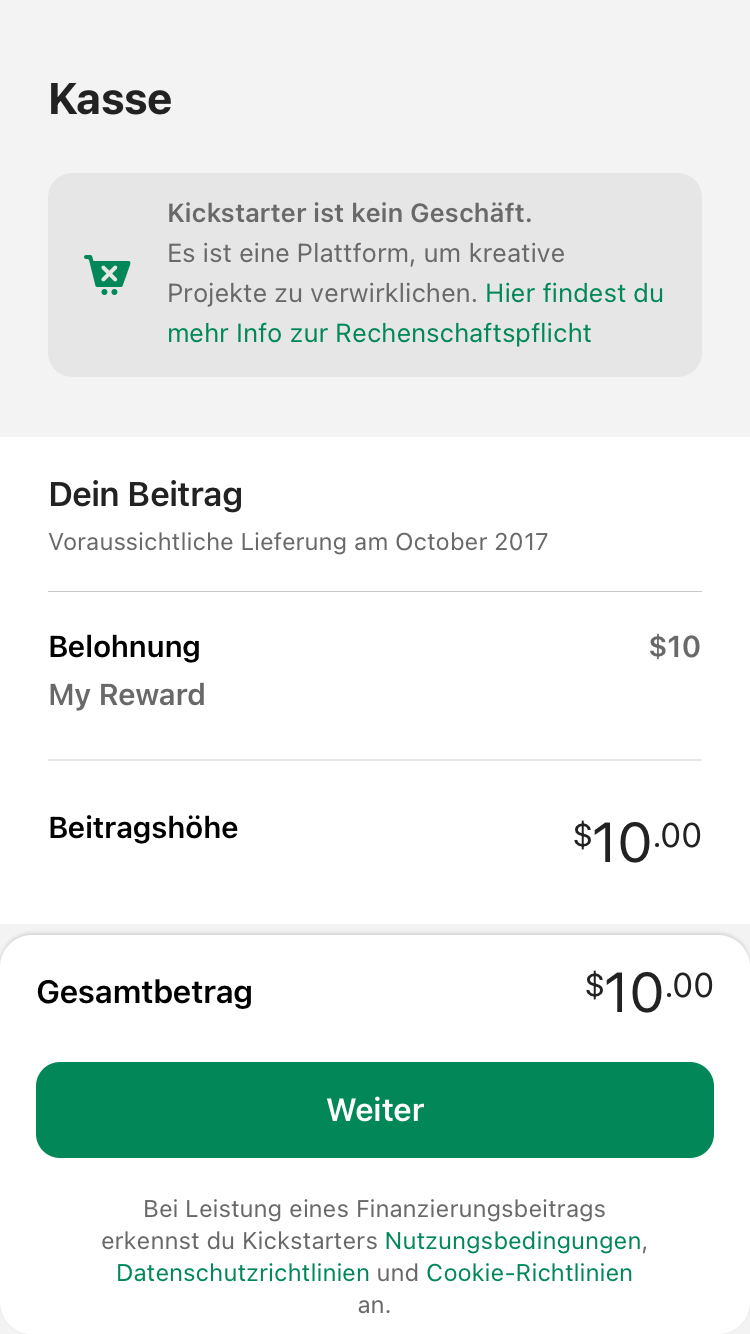 Kasse
Kickstarter ist kein Geschäft.
Es ist eine Plattform, um kreative
Projekte zu verwirklichen. Hier findest du
mehr Info zur Rechenschaftspflicht
Dein Beitrag
Voraussichtliche Lieferung am October 2017
Belohnung $10
My Reward
Beitragshöhe $10.00
Gesamtbetrag $10.00
Weiter
Bei Leistung eines Finanzierungsbeitrags
erkennst du Kickstarters Nutzungsbedingungen,
Datenschutzrichtlinien und Cookie-Richtlinien
an.